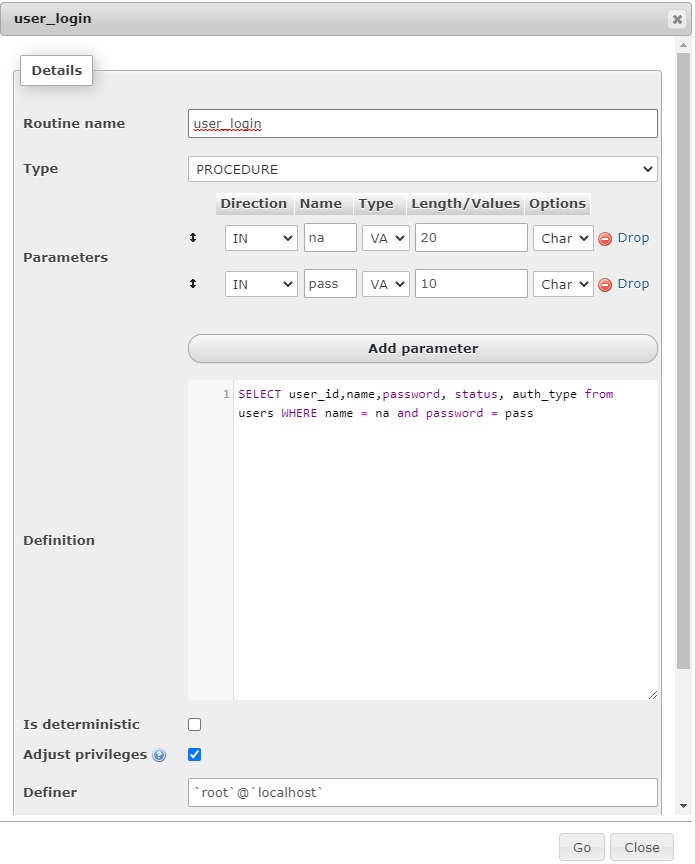 user_login
Details
Routine name
user_login
Type
PROCEDURE
Direction Name Type Length/Values Options
IN na VA 20 Char Drop
Parameters
IN pass VA 10 Char Drop
Add parameter
1 SELECT user_id,name,password, status, auth_type from
users WHERE name = na and password = pass
Definition
Is deterministic
Adjust privileges
Definer
`root`@`localhost`
Go Close